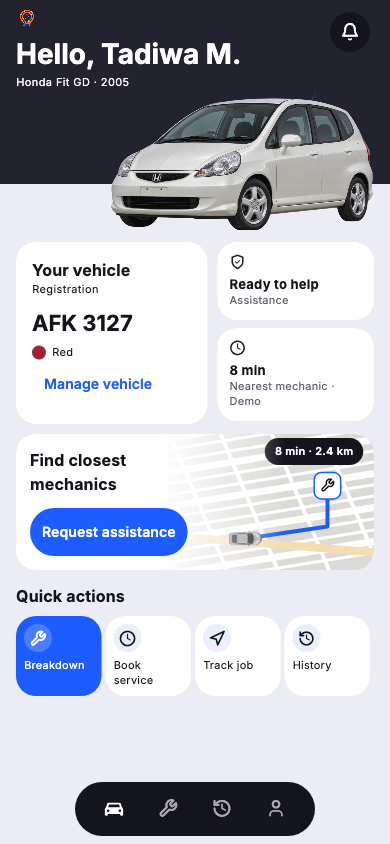 Hello, Tadiwa M.
Honda Fit GD · 2005
Your vehicle
Registration
AFK 3127
Red
Manage vehicle
Ready to help
Assistance
8 min
Nearest mechanic ·
Demo
Find closest
mechanics
8 min · 2.4 km
Request assistance
Quick actions
Breakdown
Book
service
Track job
History